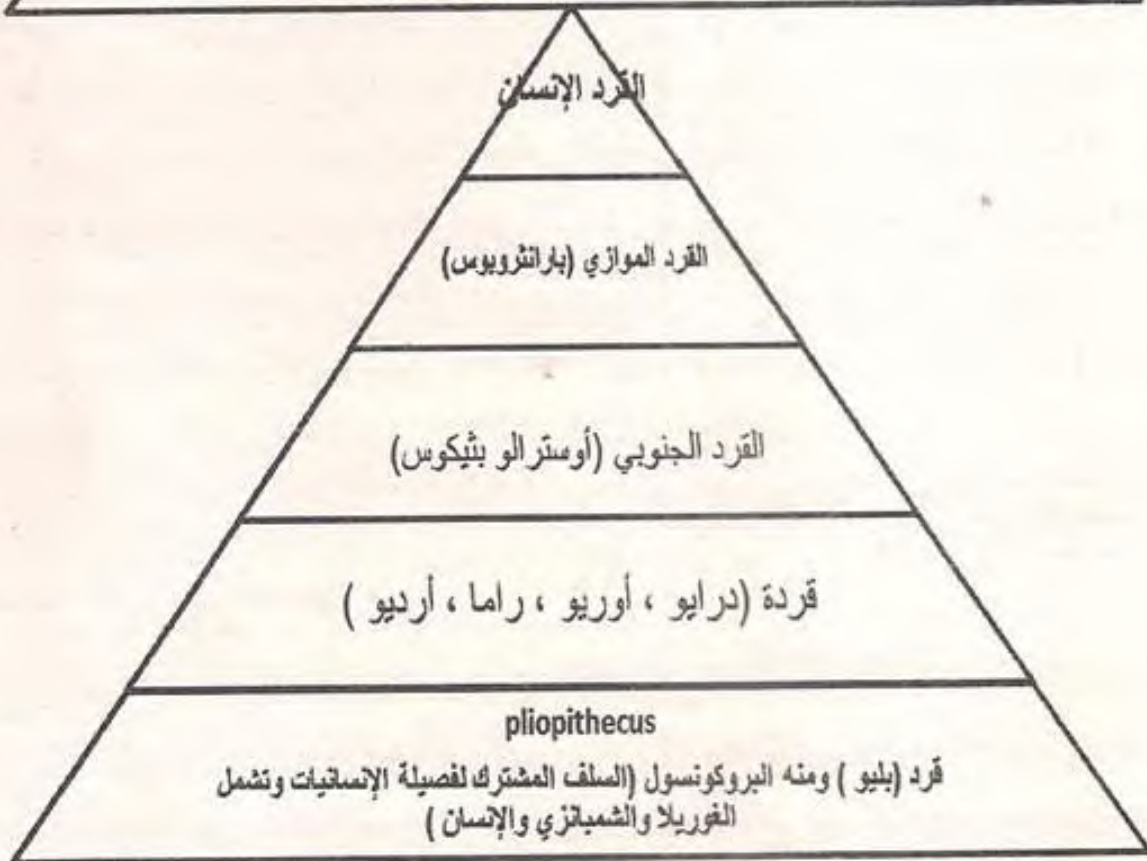 القرد الإنسان
القرد الموازي (بارانثروبوس)
القرد الجنوبي (أوسترالو بثيكوس)
قردة (درايو ، أوريو ، راما ، أرديو )
pliopithecus
قرد (بليو ) ومنه البروكونسول (السلف المشترك لفصيلة الإنسانيات وتشمل
الغوريلا والشمبانزي والإنسان )